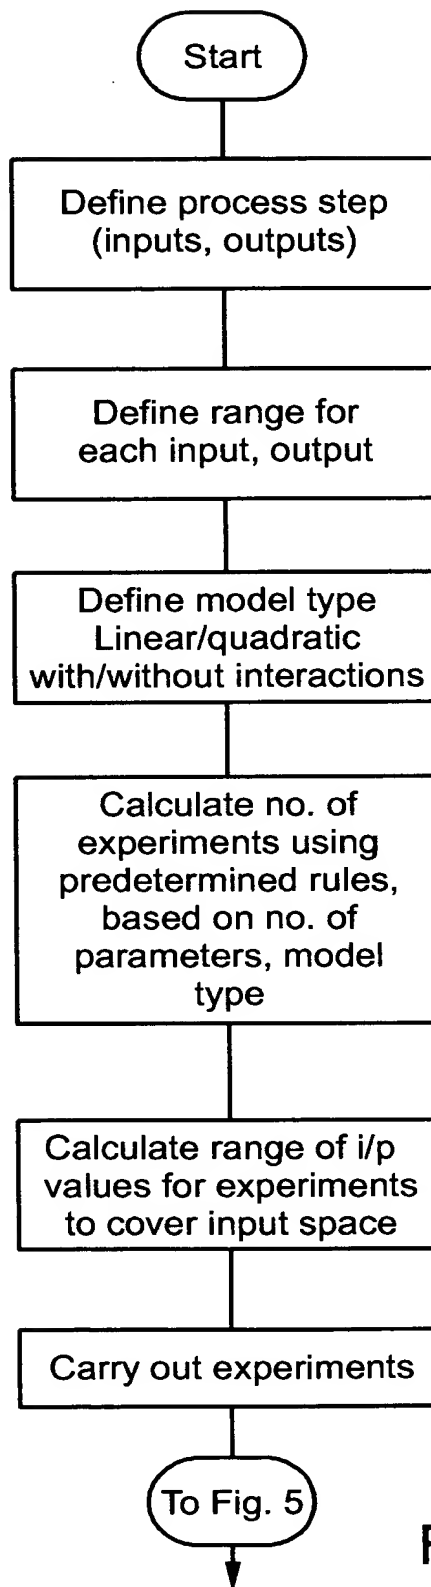 Start
Define process step
(inputs, outputs)
Define range for
each input, output
Define model type
Linear/quadratic
with/without interactions
Calculate no. of
experiments using
predetermined rules,
based on no. of
parameters, model
type
Calculate range of i/p
values for experiments
to cover input space
Carry out experiments
To Fig. 5